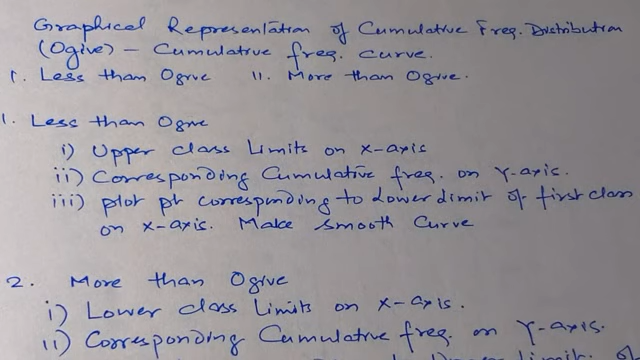 Graphical Representation of Cumulative Freq. Distribution
(Ogive) - Cumulative freq. curve.
1. Less than Ogive II. More than Ogive.
1. Less than Ogive
i) Upper class Limits on x-axis
ii) Corresponding Cumulative freq. on Y-axis.
iii) plot pt corresponding to Lower Limit of first class
on x-axis. Make smooth Curve
2. More than Ogive
i) Lower class Limits on x-axis.
ii) Corresponding Cumulative freq. on Y-axis.